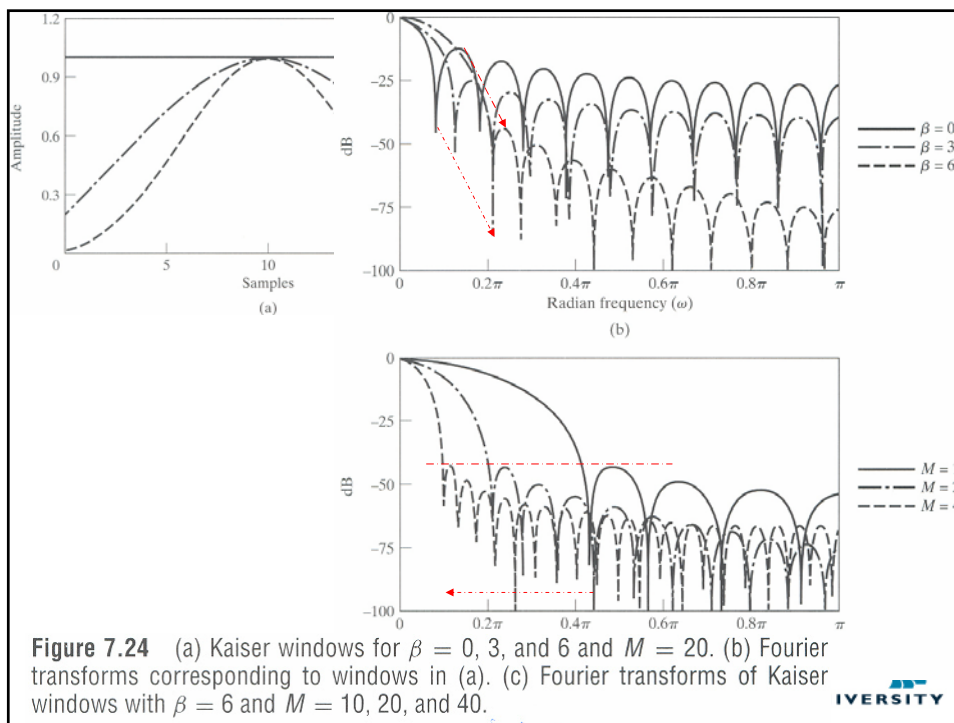 1.2
0.9
0.6
0.3
Amplitude
0
5
10
Samples
(a)
0
−25
−50
−75
−100
dB
0
0.2π
0.4π
0.6π
0.8π
π
Radian frequency (ω)
(b)
β = 0
β = 3
β = 6
0
−25
−50
−75
−100
dB
0
0.2π
0.4π
0.6π
0.8π
π
M =
M =
M =
Figure 7.24 (a) Kaiser windows for β = 0, 3, and 6 and M = 20. (b) Fourier
transforms corresponding to windows in (a). (c) Fourier transforms of Kaiser
windows with β = 6 and M = 10, 20, and 40.
IVERSITY